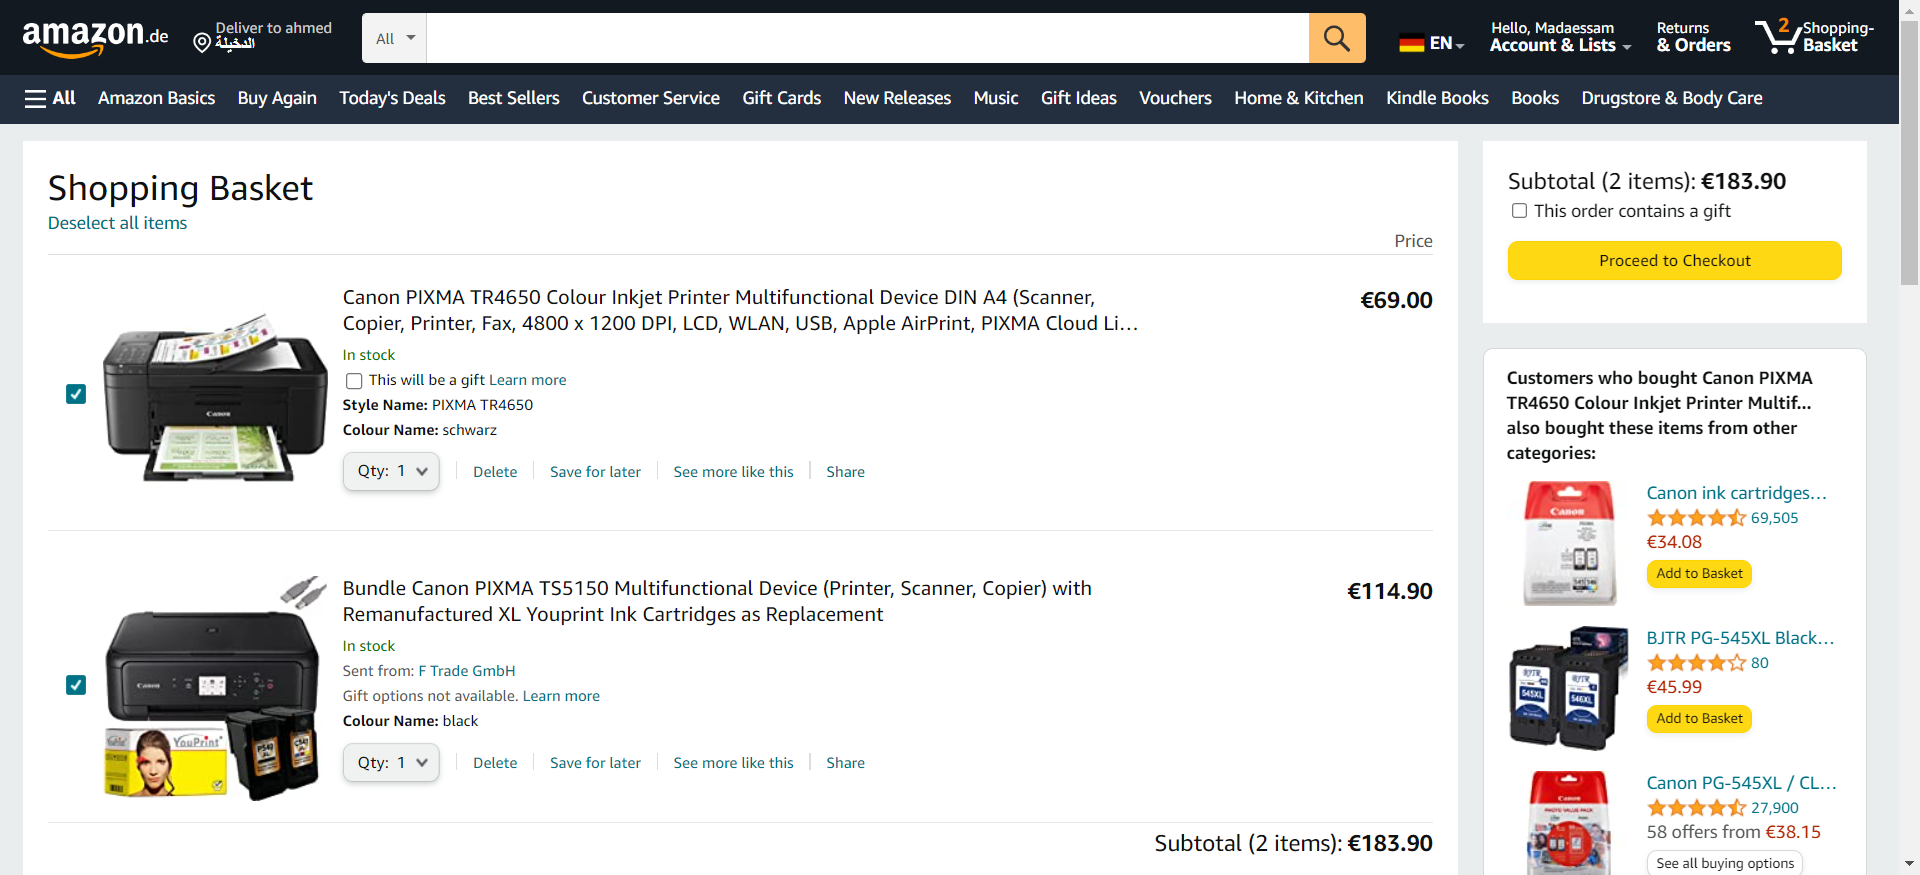 amazon.de
Deliver to ahmed
الدخيلة
All
EN
Hello, Madaessam
Account & Lists
Returns
& Orders
2
Shopping-
Basket
All
Amazon Basics
Buy Again
Today's Deals
Best Sellers
Customer Service
Gift Cards
New Releases
Music
Gift Ideas
Vouchers
Home & Kitchen
Kindle Books
Books
Drugstore & Body Care
Shopping Basket
Deselect all items
Price
Canon PIXMA TR4650 Colour Inkjet Printer Multifunctional Device DIN A4 (Scanner,
Copier, Printer, Fax, 4800 x 1200 DPI, LCD, WLAN, USB, Apple AirPrint, PIXMA Cloud Li…
€69.00
In stock
This will be a gift Learn more
Style Name: PIXMA TR4650
Colour Name: schwarz
Qty: 1
Delete
Save for later
See more like this
Share
Canon
Bundle Canon PIXMA TS5150 Multifunctional Device (Printer, Scanner, Copier) with
Remanufactured XL Youprint Ink Cartridges as Replacement
€114.90
In stock
Sent from: F Trade GmbH
Gift options not available. Learn more
Colour Name: black
Qty: 1
Delete
Save for later
See more like this
Share
Canon
YouPrint
Subtotal (2 items): €183.90
Subtotal (2 items): €183.90
This order contains a gift
Proceed to Checkout
Customers who bought Canon PIXMA
TR4650 Colour Inkjet Printer Multif...
also bought these items from other
categories:
Canon
Canon ink cartridges…
69,505
€34.08
Add to Basket
BJTR
545XL
546XL
BJTR PG-545XL Black…
80
€45.99
Add to Basket
Canon
PHOTO VALUE PACK
Canon PG-545XL / CL…
27,900
58 offers from €38.15
See all buying options